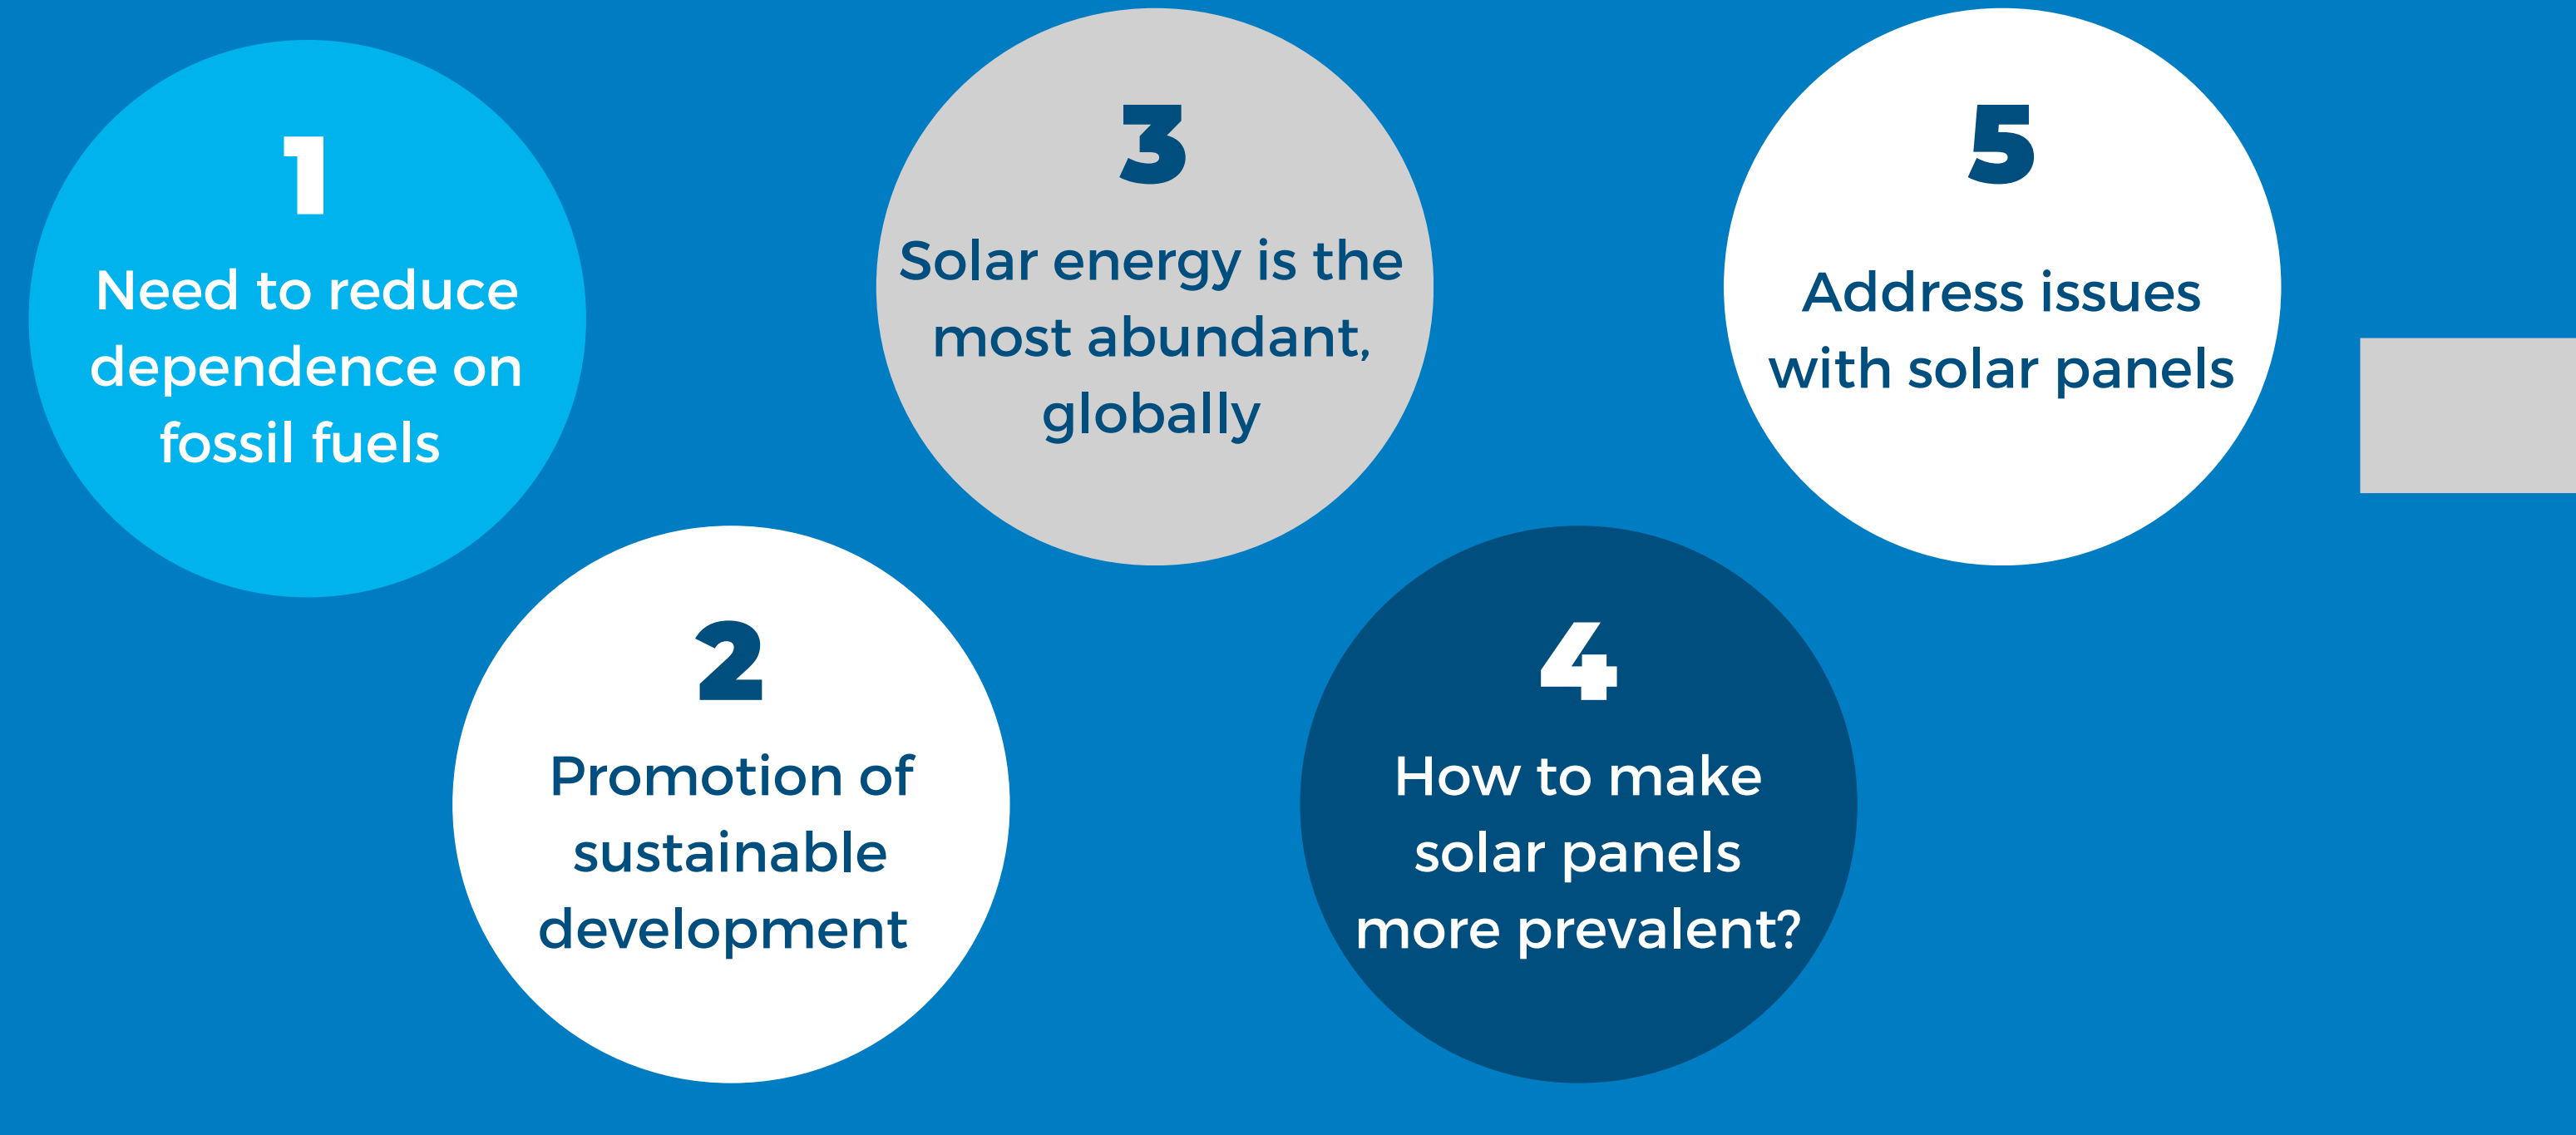 1
Need to reduce
dependence on
fossil fuels
2
Promotion of
sustainable
development
3
Solar energy is the
most abundant,
globally
4
How to make
solar panels
more prevalent?
5
Address issues
with solar panels